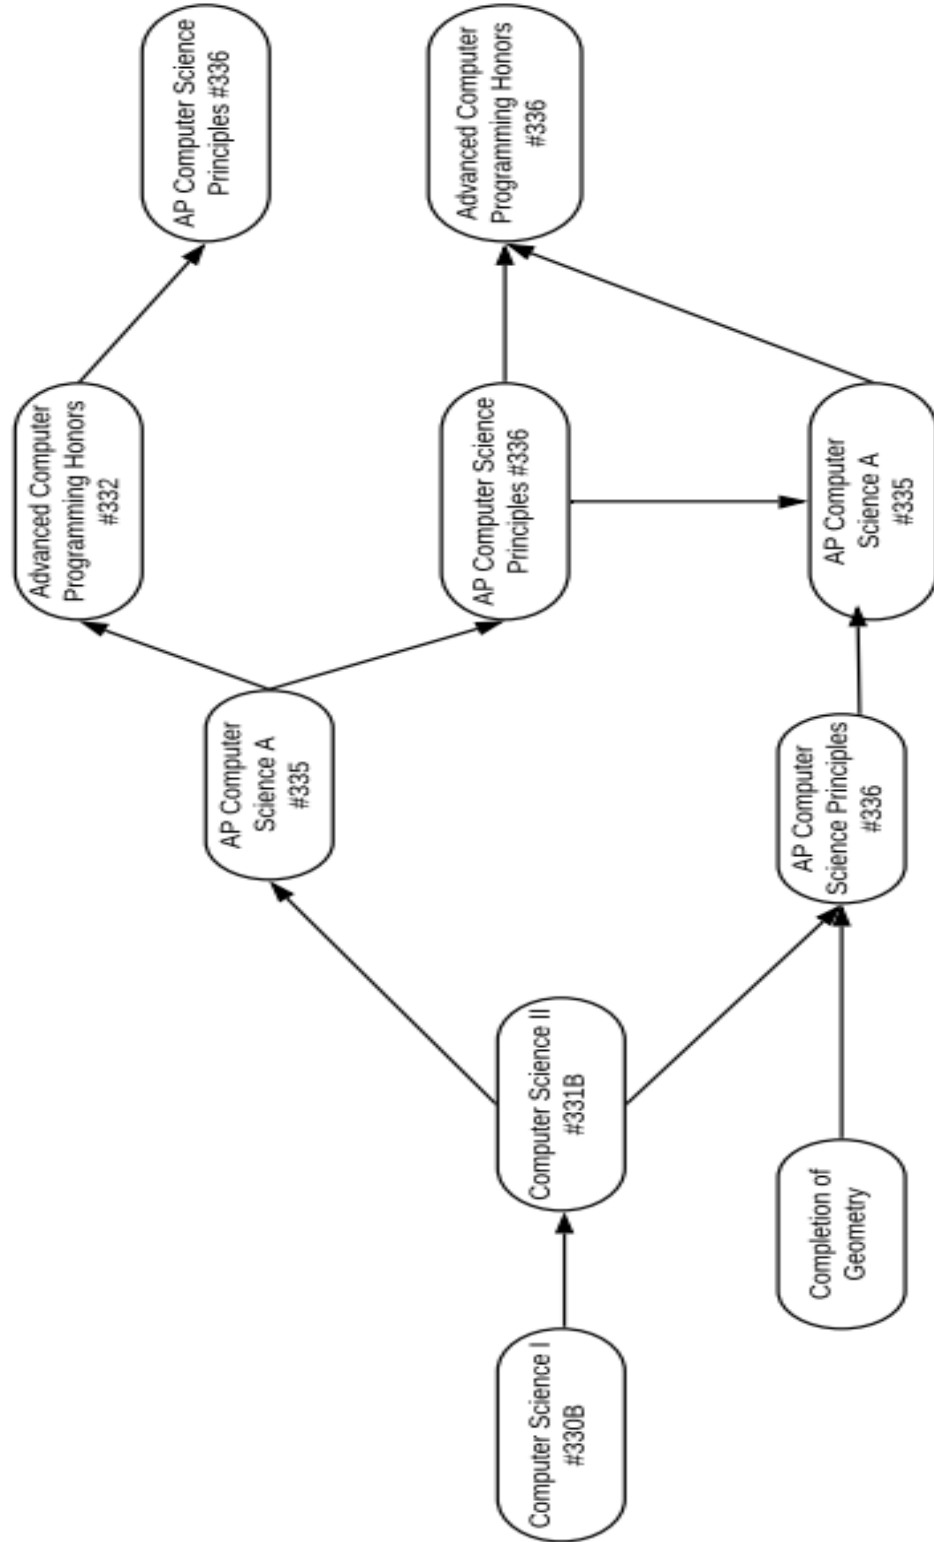 Computer Science I
#330B
Computer Science II
#331B
Completion of
Geometry
AP Computer
Science A
#335
AP Computer
Science Principles
#336
Advanced Computer
Programming Honors
#332
AP Computer Science
Principles #336
AP Computer
Science A
#335
AP Computer Science
Principles #336
Advanced Computer
Programming Honors
#336